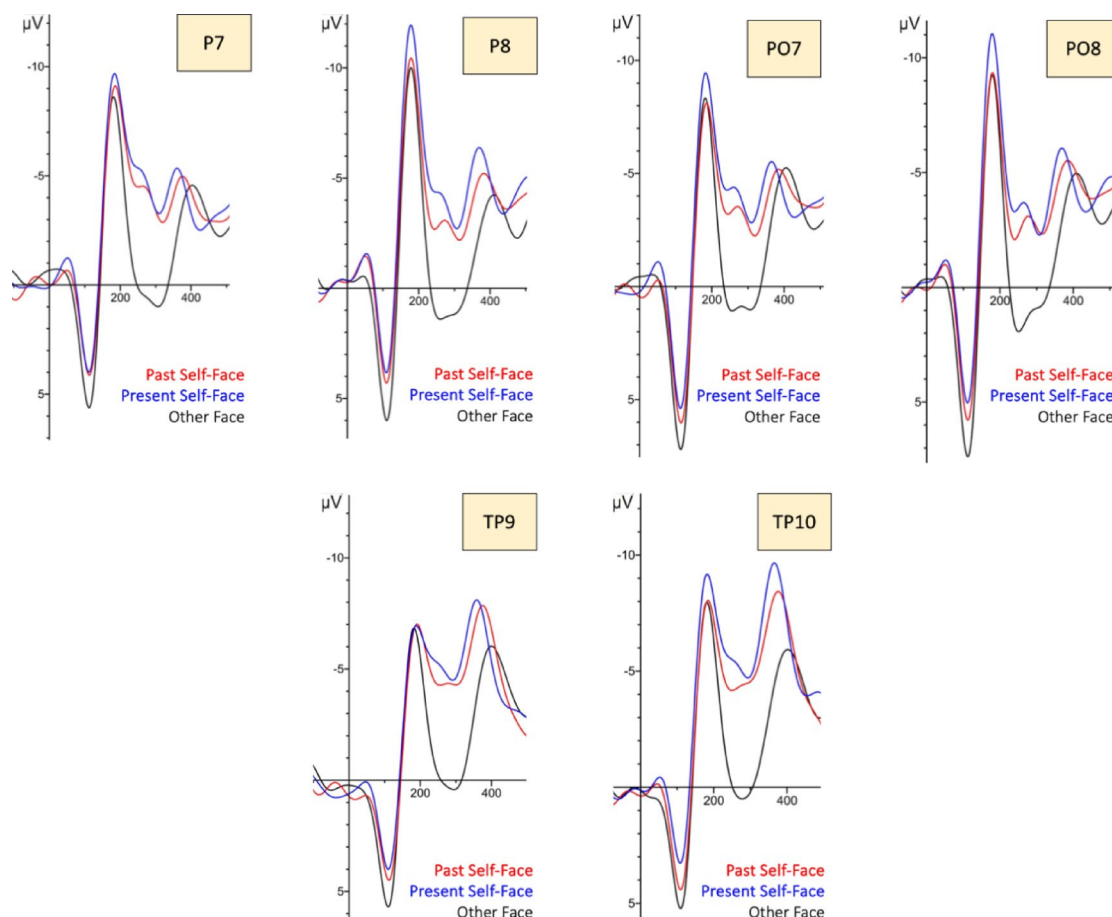 µV
P7
-10
-5
200
400
5
Past Self-Face
Present Self-Face
Other Face
µV
P8
-10
-5
200
400
5
Past Self-Face
Present Self-Face
Other Face
µV
PO7
-10
-5
200
400
5
Past Self-Face
Present Self-Face
Other Face
µV
PO8
-10
-5
200
400
5
Past Self-Face
Present Self-Face
Other Face
µV
TP9
-10
-5
200
400
5
Past Self-Face
Present Self-Face
Other Face
µV
TP10
-10
-5
200
400
5
Past Self-Face
Present Self-Face
Other Face